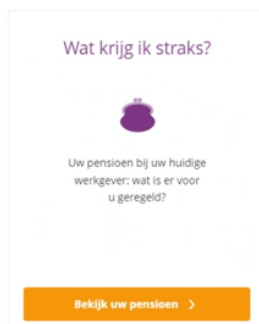 Wat krijg ik straks?
Uw pensioen bij uw huidige
werkgever: wat is er voor
u geregeld?
Bekijk uw pensioen